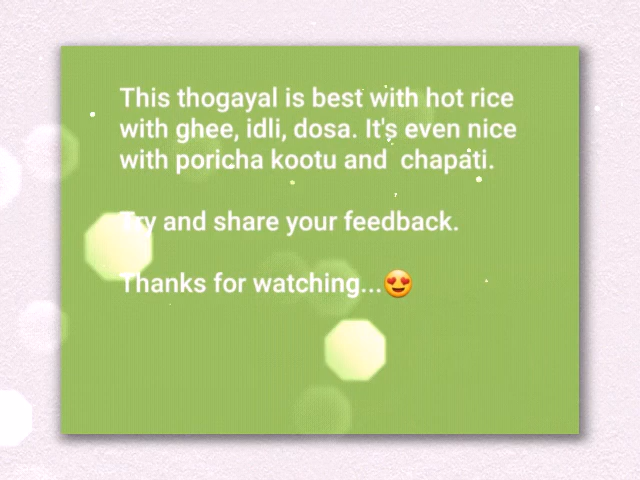 This thogayal is best with hot rice
with ghee, idli, dosa. It's even nice
with poricha kootu and  chapati.
Try and share your feedback.
Thanks for watching...😍